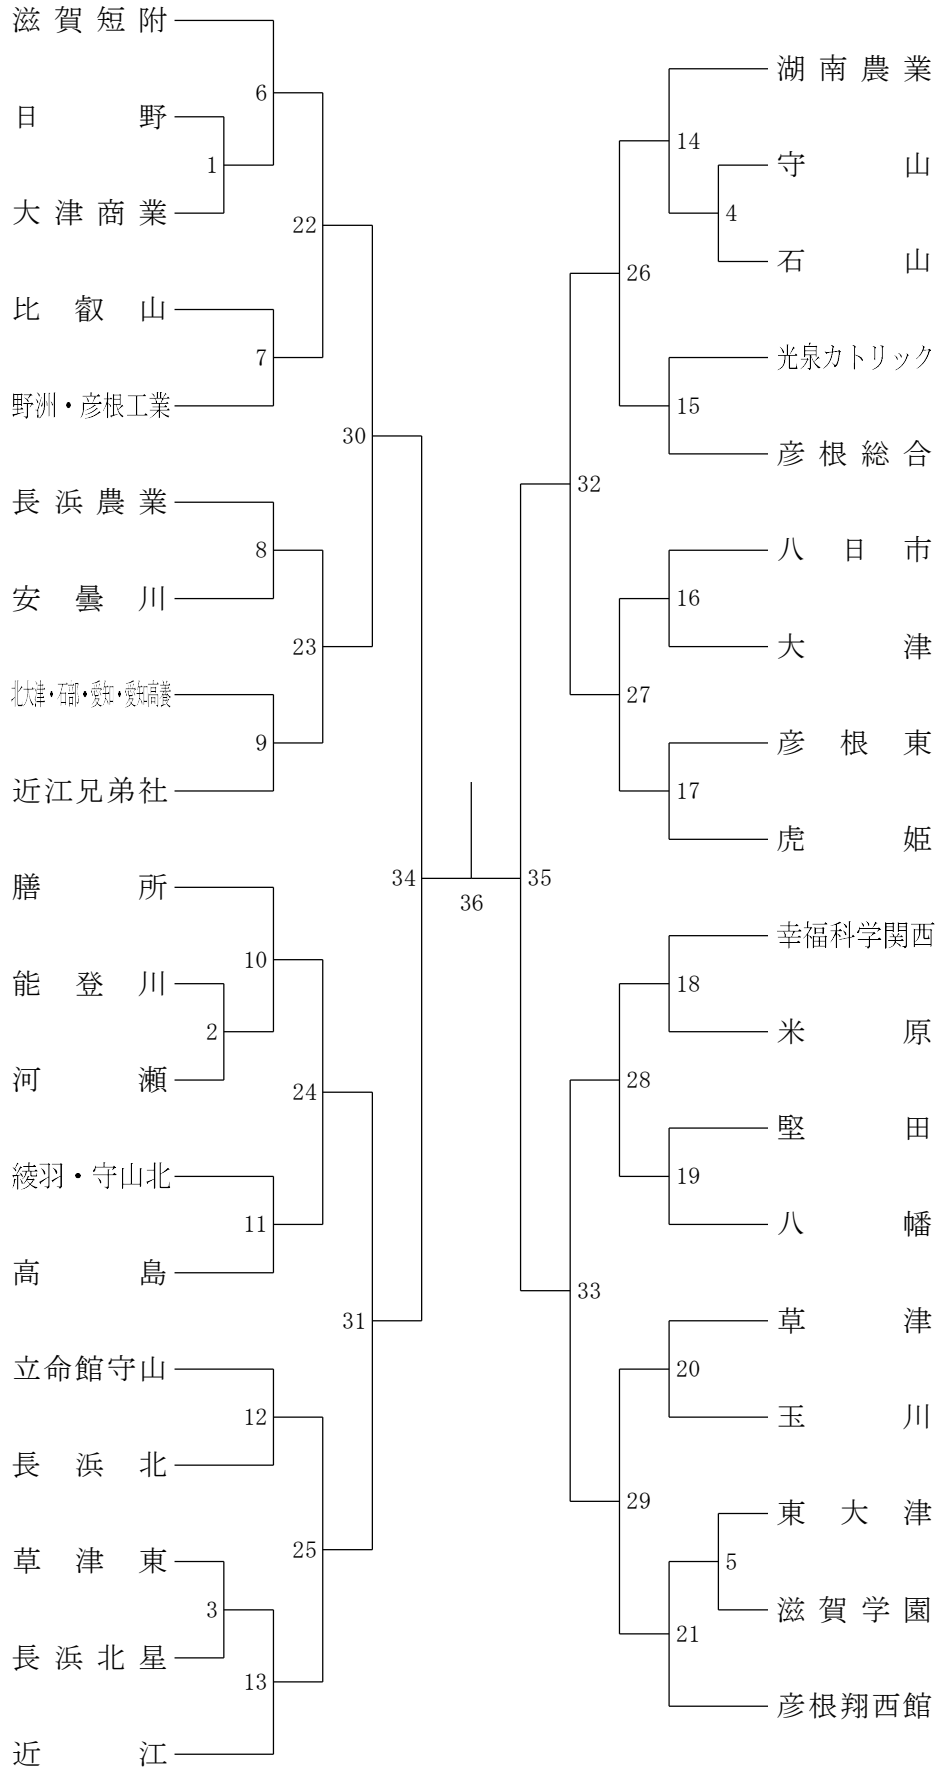 滋賀短附
日野
大津商業
比叡山
野洲・彦根工業
長浜農業
安曇川
北大津・石部・愛知・愛知高養
近江兄弟社
膳所
能登川
河瀬
綾羽・守山北
高島
立命館守山
長浜北
草津東
長浜北星
近江
1
2
3
6
7
8
9
10
11
12
13
22
23
24
25
30
31
34
36
35
32
33
26
27
28
29
14
15
16
17
18
19
20
21
4
5
湖南農業
守山
石山
光泉カトリック
彦根総合
八日市
大津
彦根東
虎姫
幸福科学関西
米原
堅田
八幡
草津
玉川
東大津
滋賀学園
彦根翔西館